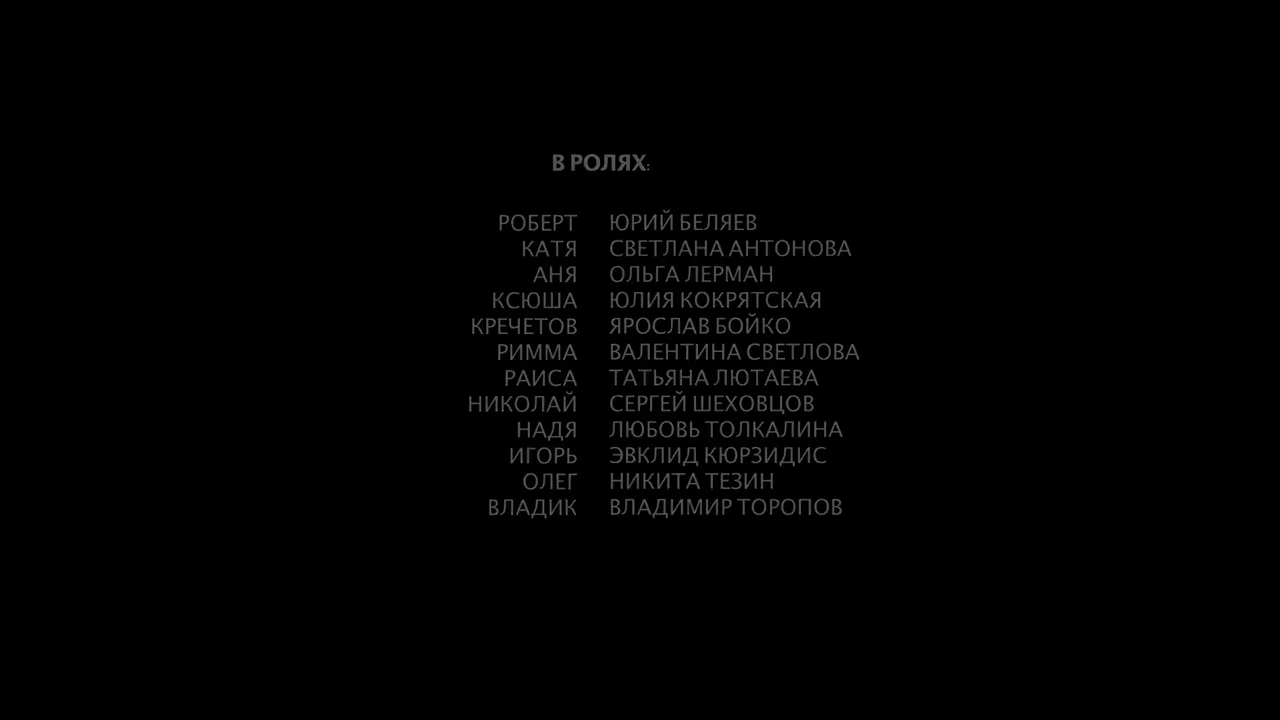 В РОЛЯХ:
РОБЕРТ ЮРИЙ БЕЛЯЕВ
КАТЯ СВЕТЛАНА АНТОНОВА
АНЯ ОЛЬГА ЛЕРМАН
КСЮША ЮЛИЯ КОКРЯТСКАЯ
КРЕЧЕТОВ ЯРОСЛАВ БОЙКО
РИММА ВАЛЕНТИНА СВЕТЛОВА
РАИСА ТАТЬЯНА ЛЮТАЕВА
НИКОЛАЙ СЕРГЕЙ ШЕХОВЦОВ
НАДЯ ЛЮБОВЬ ТОЛКАЛИНА
ИГОРЬ ЭВКЛИД КЮРЗИДИС
ОЛЕГ НИКИТА ТЕЗИН
ВЛАДИК ВЛАДИМИР ТОРОПОВ